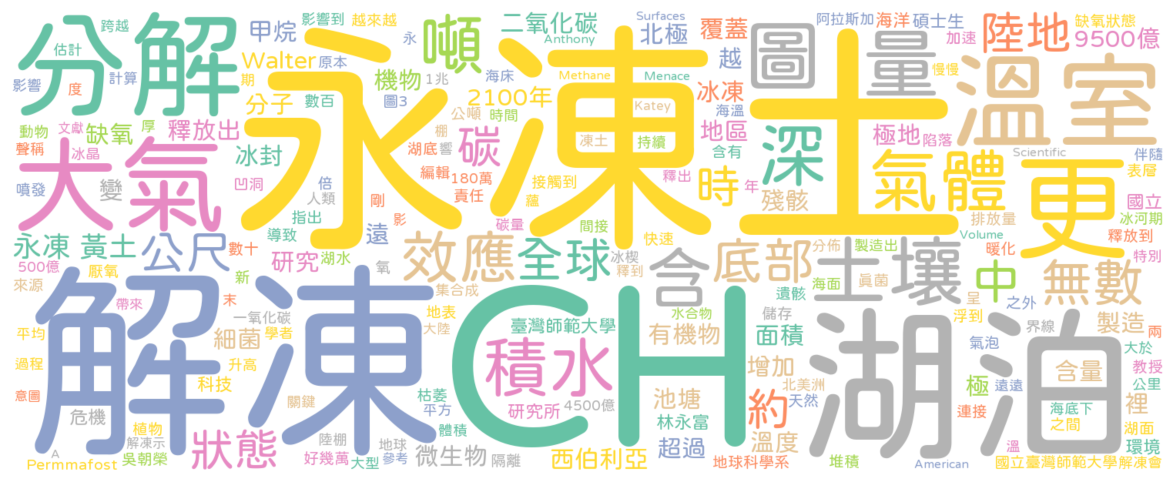 分解
永凍土
解凍
CH
湖泊
溫室
更
大氣
氣體
土壤
深
量
圖
噸
陸地
碳
時
含
底部
中
無數
效應
全球
積水
約
狀態
公尺
黃土
永凍
遠
研究
變
細菌
冰封
釋放出
缺氧
分子
Walter
甲烷
機物
2100年
二氧化碳
北極
覆蓋
越
冰凍
地區
極地
殘骸
9500億
跨越
估計
影響
度
計算
期
影響到
越來越
原本
永
數百
圖3
1兆
海床
Anthony
Surfaces
Methane
Menace
Katey
阿拉斯加
海洋
碩士生
加速
缺氧狀態
慢慢
動物
文獻
厚
聲稱
冰晶
噴發
凹洞
倍
人類
指出
導致
剛
影
編輯
180萬
責任
湖底
響
棚
公噸
時間
接觸到
蘊
凍土
持續
海溫
含有
釋出
年
陷落
Scientific
伴隨
表層
國立
冰河期
排放量
釋放到
Volume
暖化
特別
分佈
製造出
間接
快速
碳量
冰楔
釋到
海面
真菌
遺骸
水合物
儲存
面積
有機物
臺灣師範大學
數十
湖水
氧
新
500億
厭氧
來源
帶來
末
集合成
地表
大陸
一氧化碳
學者
平均
過程
升高
科技
意圖
關鍵
危機
植物
解凍示
A
吳朝榮
Permmafost
陸棚
好幾萬
大型
地球
參考
體積
平方
枯萎
研究所
4500億
微生物
隔離
西伯利亞
池塘
林永富
超過
增加
溫度
北美洲
天然
地球科學系
堆積
American
極
遠遠
連接
氣泡
浮到
呈
之外
界線
製造
兩
大於
含量
教授
公里
裡
海底下
湖面
之間
環境
溫
國立臺灣師範大學解凍會